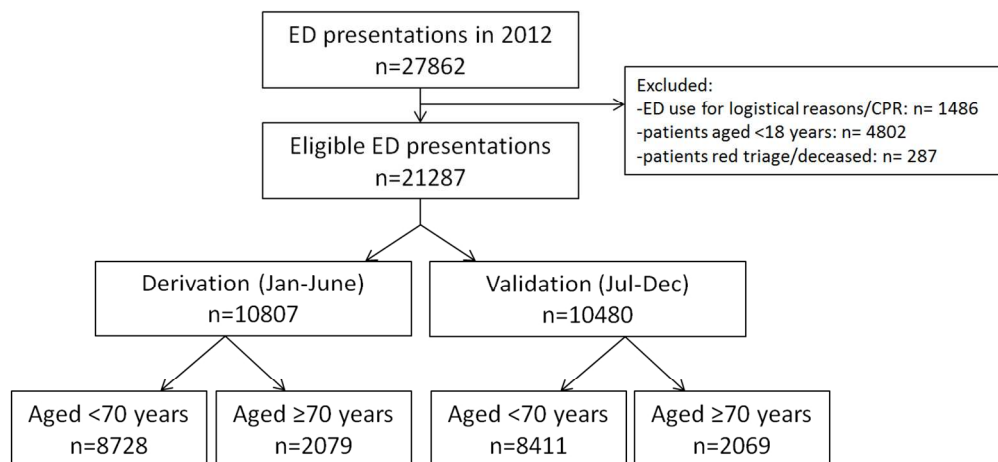 ED presentations in 2012
n=27862
Excluded:
-ED use for logistical reasons/CPR: n= 1486
-patients aged <18 years: n= 4802
-patients red triage/deceased: n= 287
Eligible ED presentations
n=21287
Derivation (Jan-June)
n=10807
Validation (Jul-Dec)
n=10480
Aged <70 years
n=8728
Aged ≥70 years
n=2079
Aged <70 years
n=8411
Aged ≥70 years
n=2069